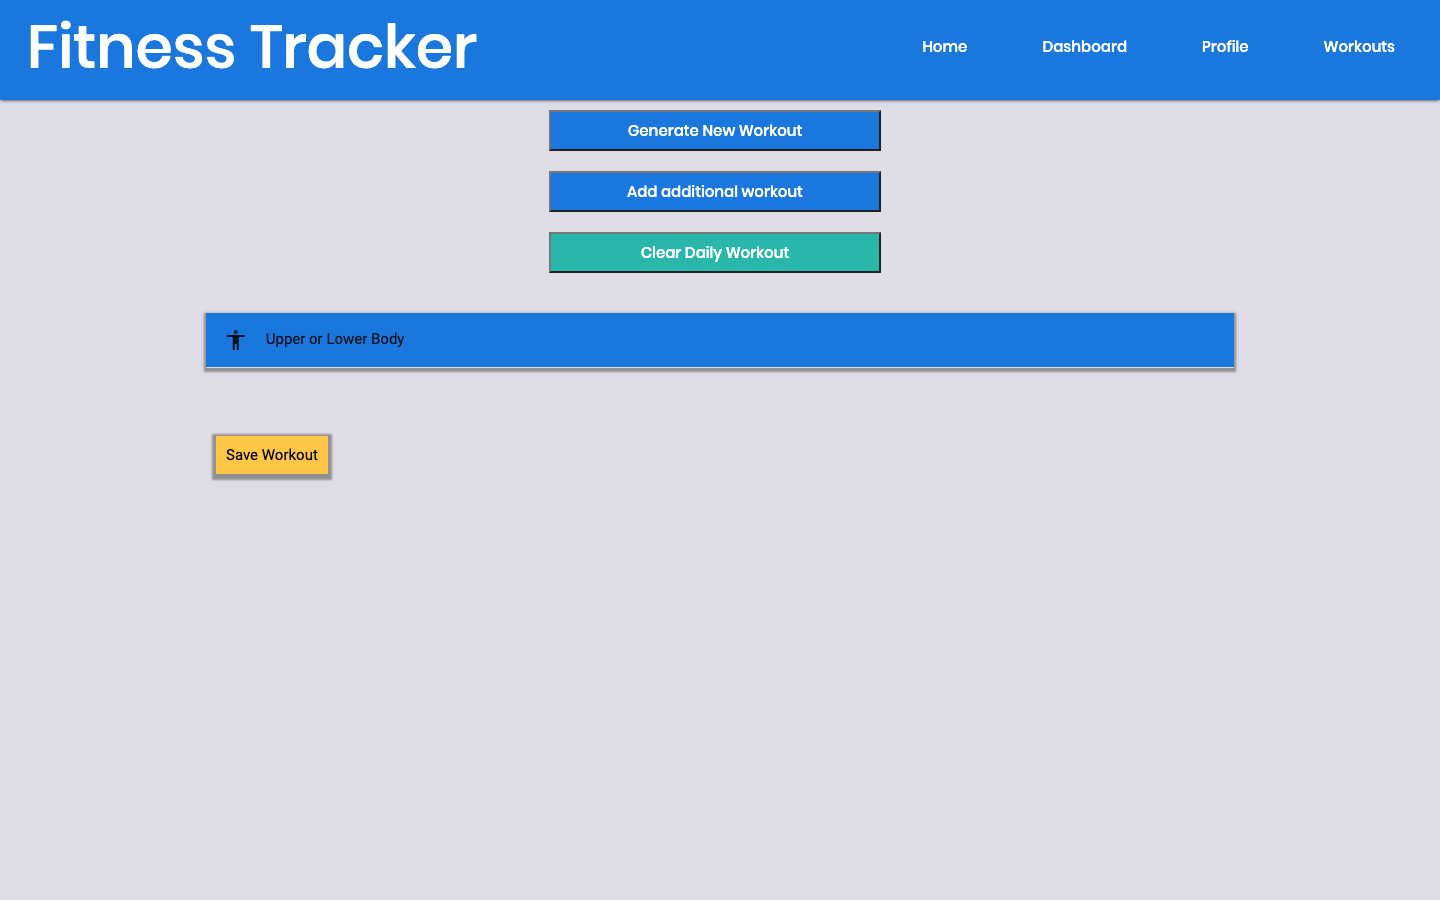 Fitness Tracker
Home
Dashboard
Profile
Workouts
Generate New Workout
Add additional workout
Clear Daily Workout
Upper or Lower Body
Save Workout